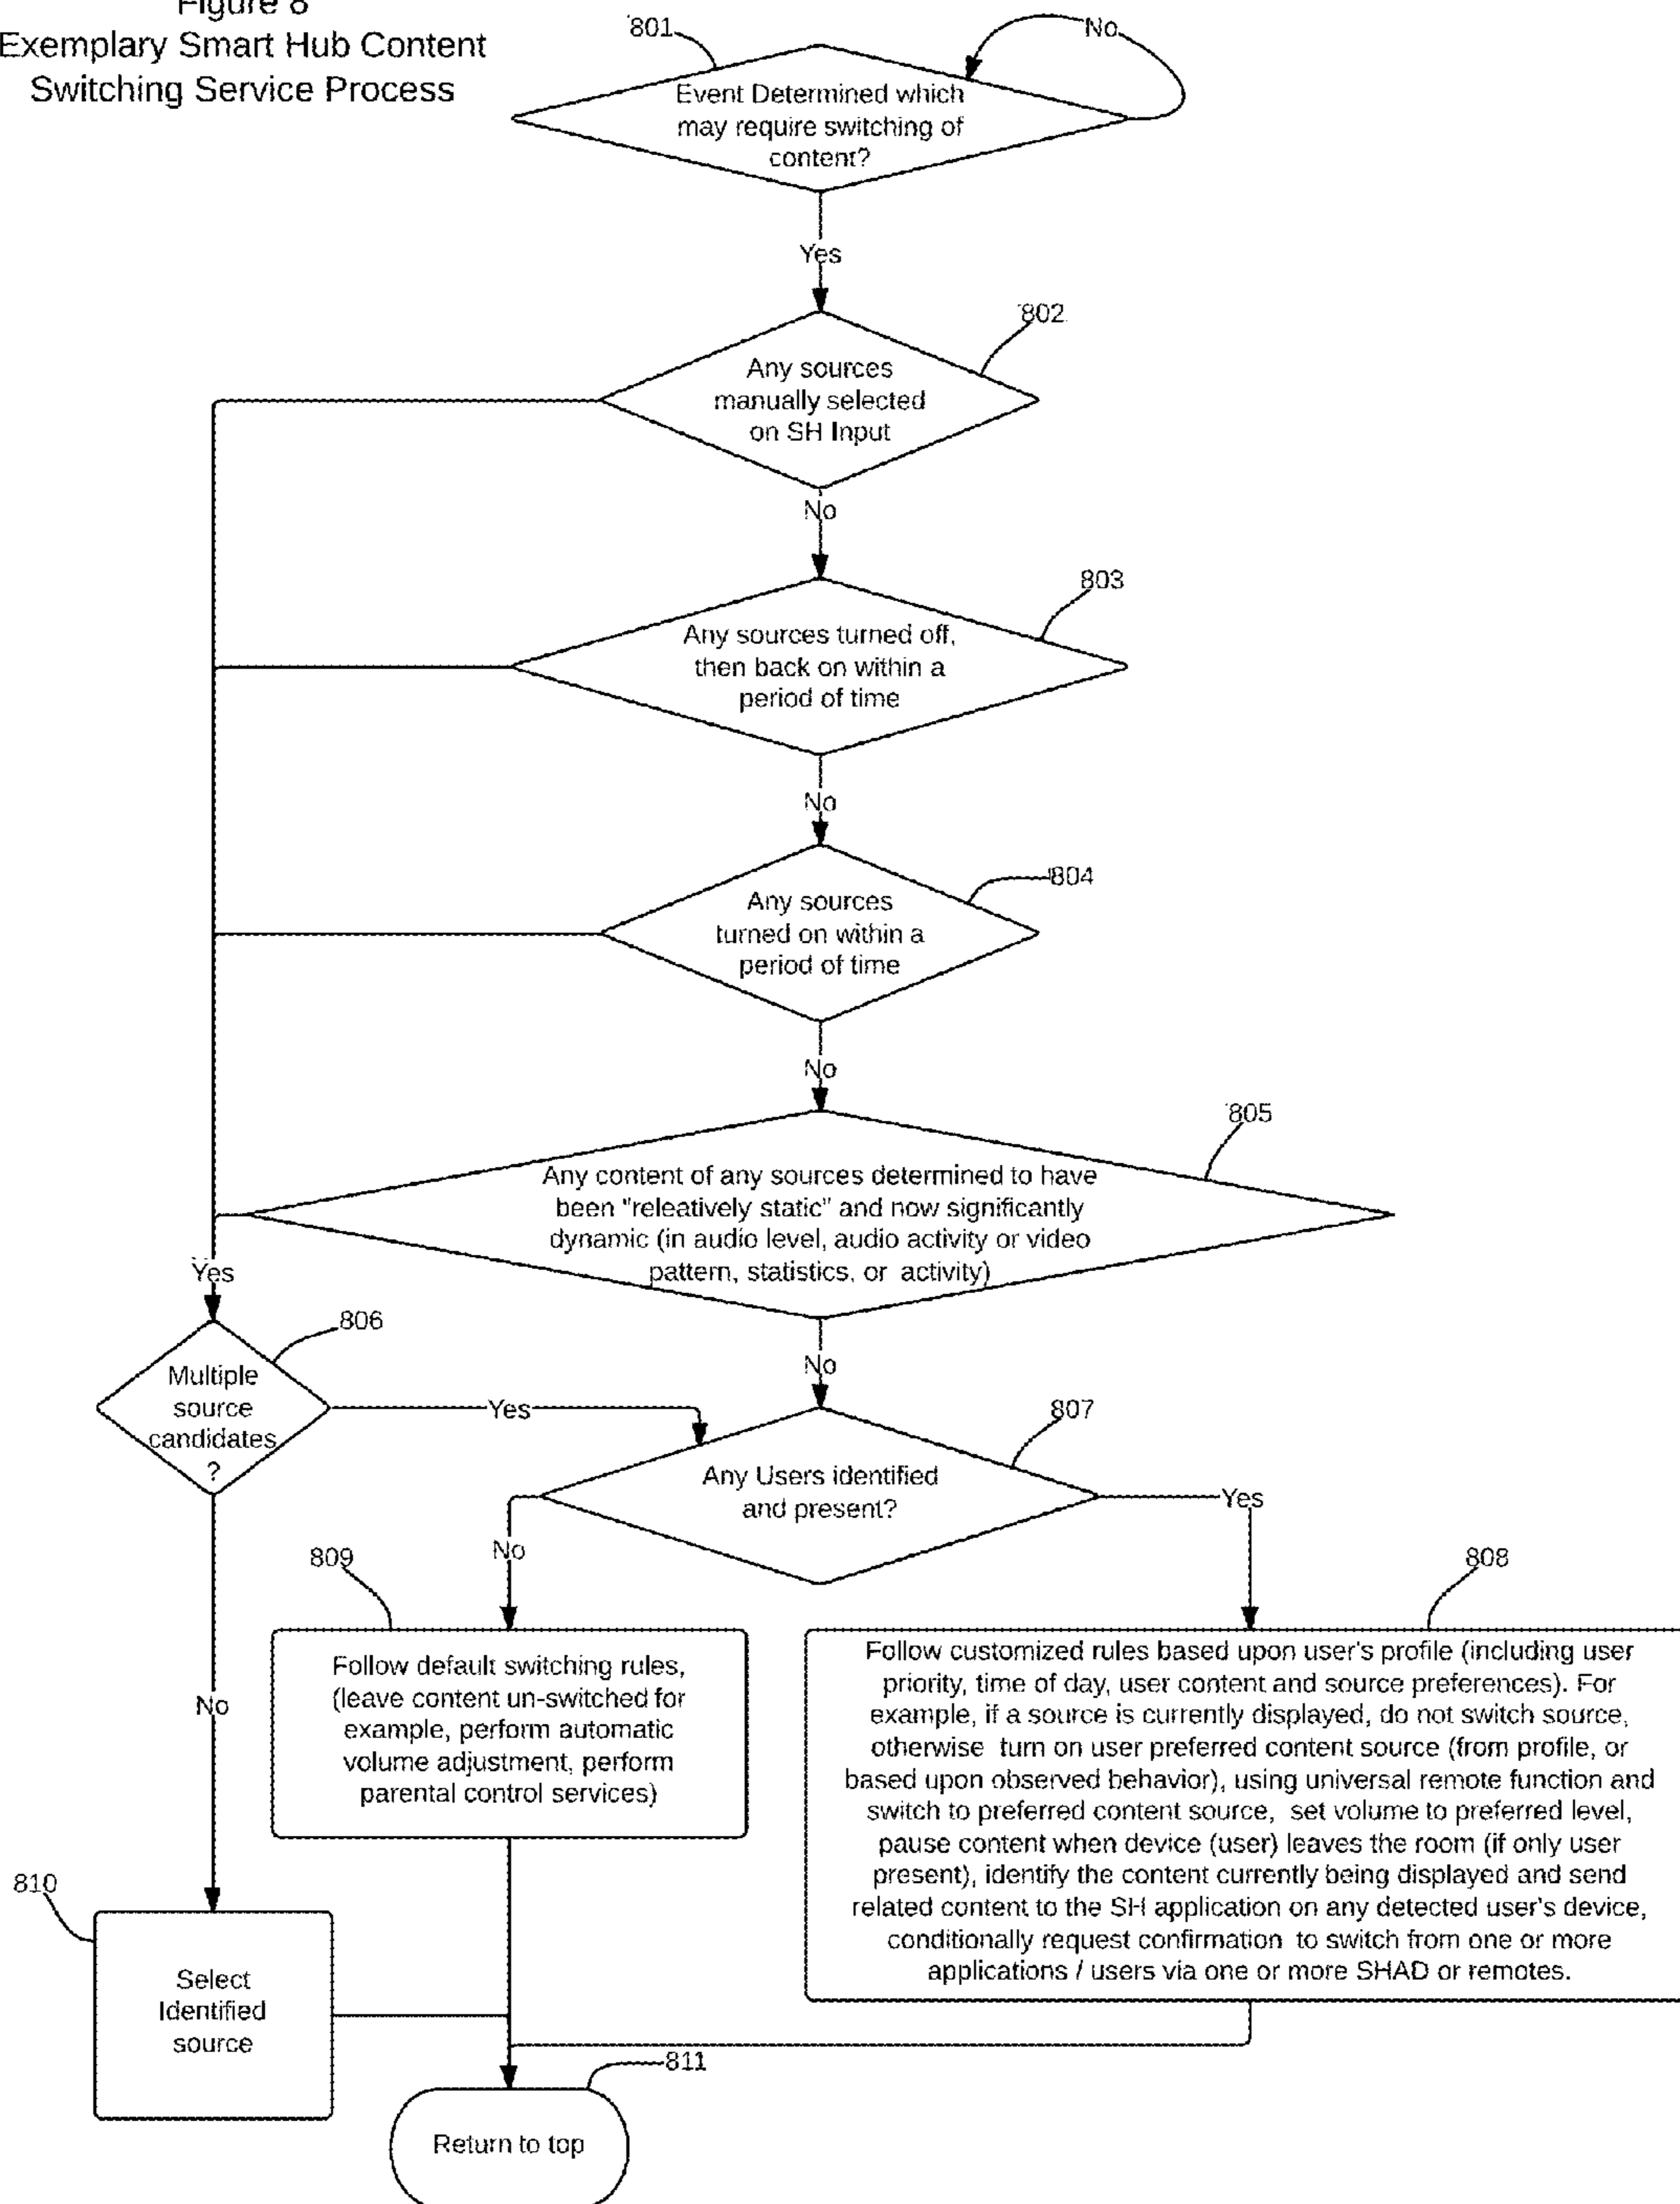 Figure 8
Exemplary Smart Hub Content
Switching Service Process
801
No
Event Determined which
may require switching of
content?
Yes
802
Any sources
manually selected
on SH Input
No
803
Any sources turned off,
then back on within a
period of time
No
804
Any sources
turned on within a
period of time
No
805
Any content of any sources determined to have
been "releatively static" and now significantly
dynamic (in audio level, audio activity or video
pattern, statistics, or activity)
Yes
806
Multiple
source
candidates
?
Yes
No
807
Any Users identified
and present?
No
Yes
809
808
Follow default switching rules,
(leave content un-switched for
example, perform automatic
volume adjustment, perform
parental control services)
Follow customized rules based upon user's profile (including user
priority, time of day, user content and source preferences). For
example, if a source is currently displayed, do not switch source,
otherwise turn on user preferred content source (from profile, or
based upon observed behavior), using universal remote function and
switch to preferred content source, set volume to preferred level,
pause content when device (user) leaves the room (if only user
present), identify the content currently being displayed and send
related content to the SH application on any detected user's device,
conditionally request confirmation to switch from one or more
applications / users via one or more SHAD or remotes.
No
810
Select
Identified
source
811
Return to top